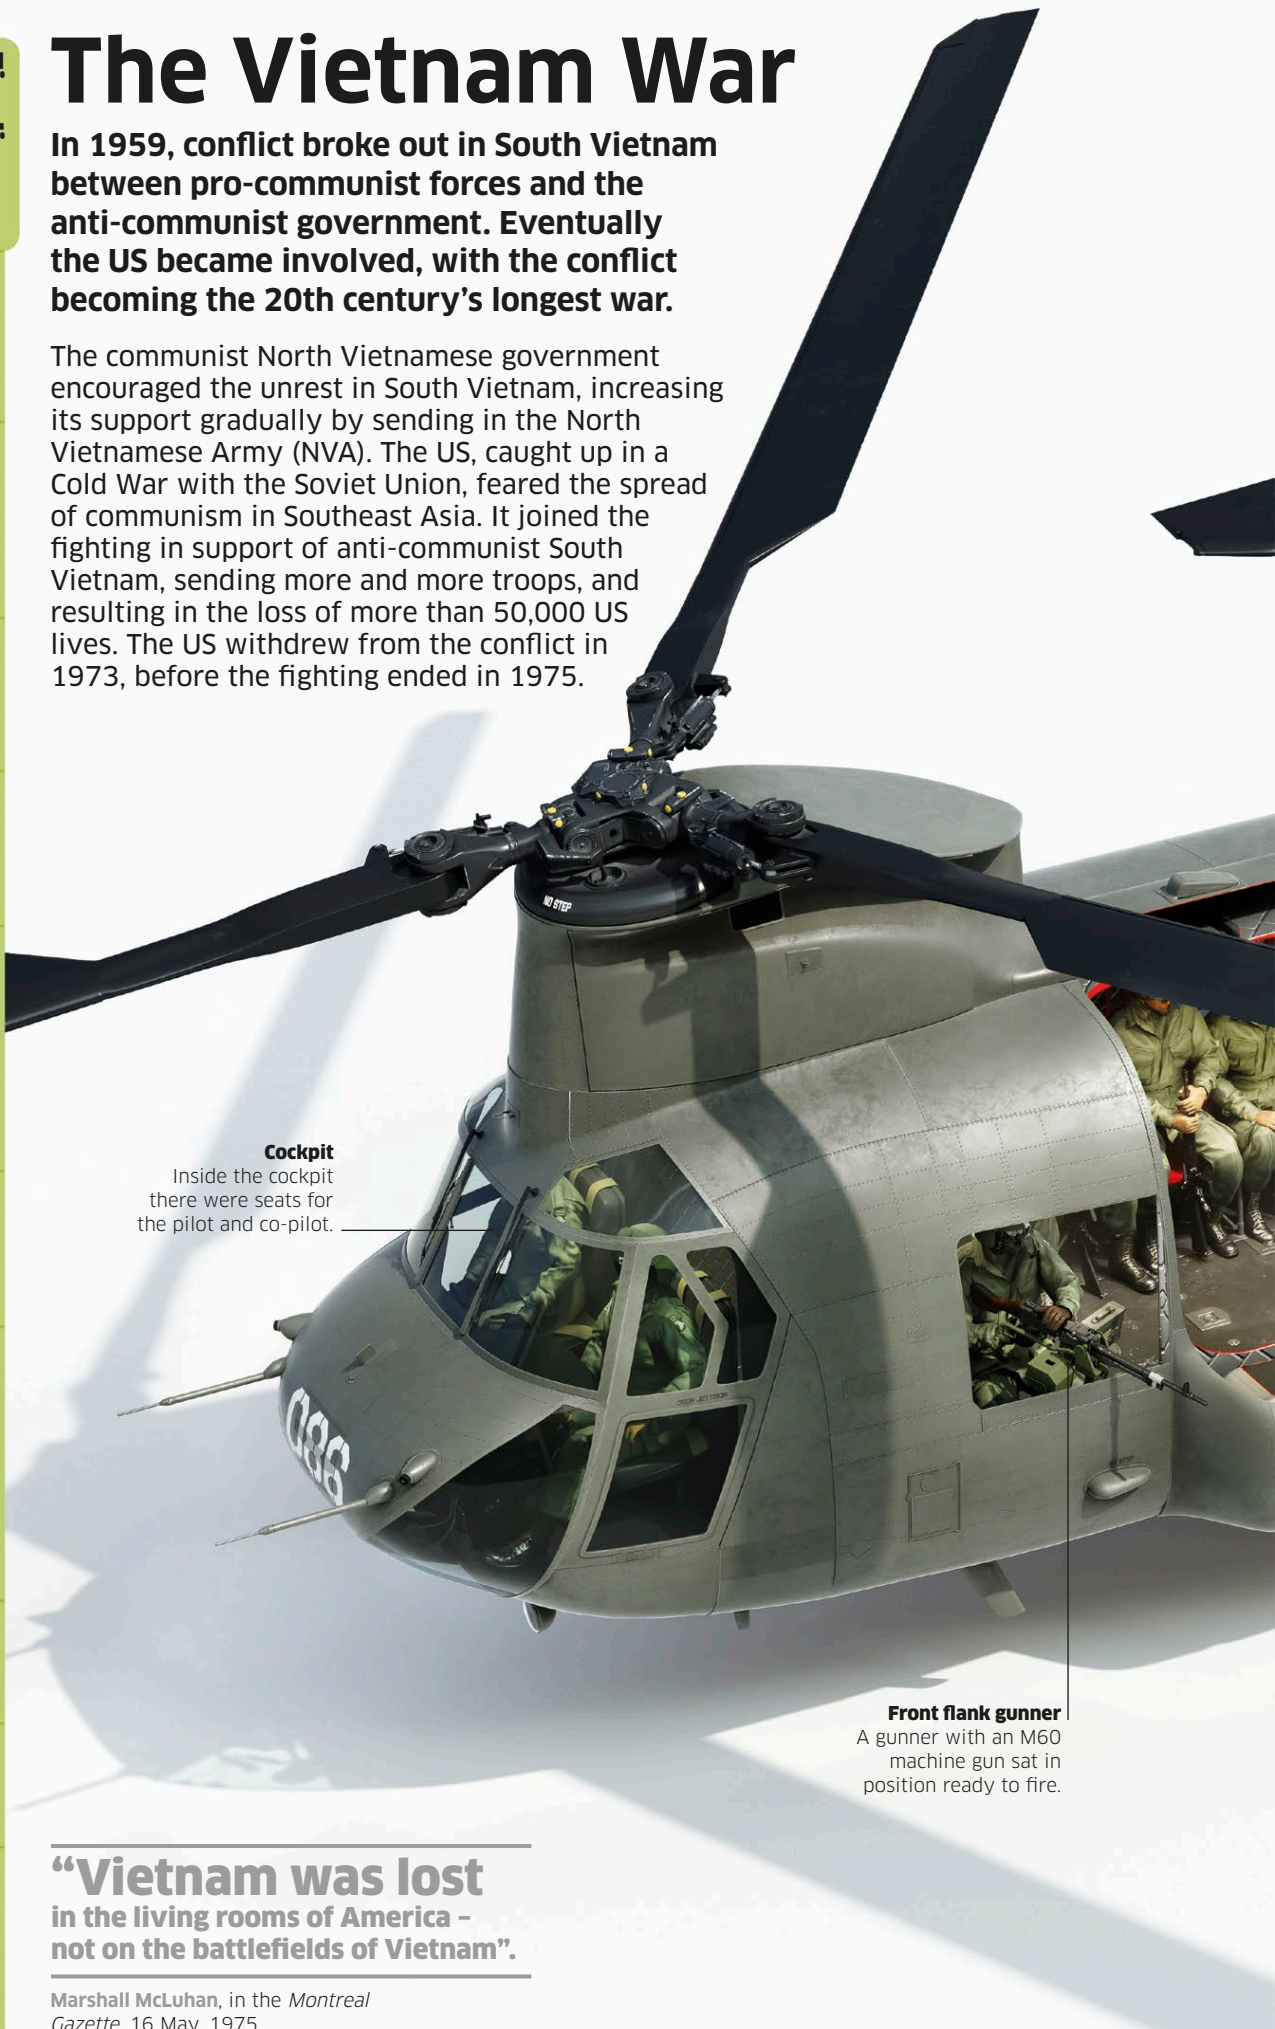 The Vietnam War
In 1959, conflict broke out in South Vietnam
between pro-communist forces and the
anti-communist government. Eventually
the US became involved, with the conflict
becoming the 20th century's longest war.
The communist North Vietnamese government
encouraged the unrest in South Vietnam, increasing
its support gradually by sending in the North
Vietnamese Army (NVA). The US, caught up in a
Cold War with the Soviet Union, feared the spread
of communism in Southeast Asia. It joined the
fighting in support of anti-communist South
Vietnam, sending more and more troops, and
resulting in the loss of more than 50,000 US
lives. The US withdrew from the conflict in
1973, before the fighting ended in 1975.
NO STEP
Cockpit
Inside the cockpit
there were seats for
the pilot and co-pilot.
DOOR JETTISON
086
Front flank gunner
A gunner with an M60
machine gun sat in
position ready to fire.
“Vietnam was lost
in the living rooms of America –
not on the battlefields of Vietnam”.
Marshall McLuhan, in the Montreal
Gazette, 16 May, 1975